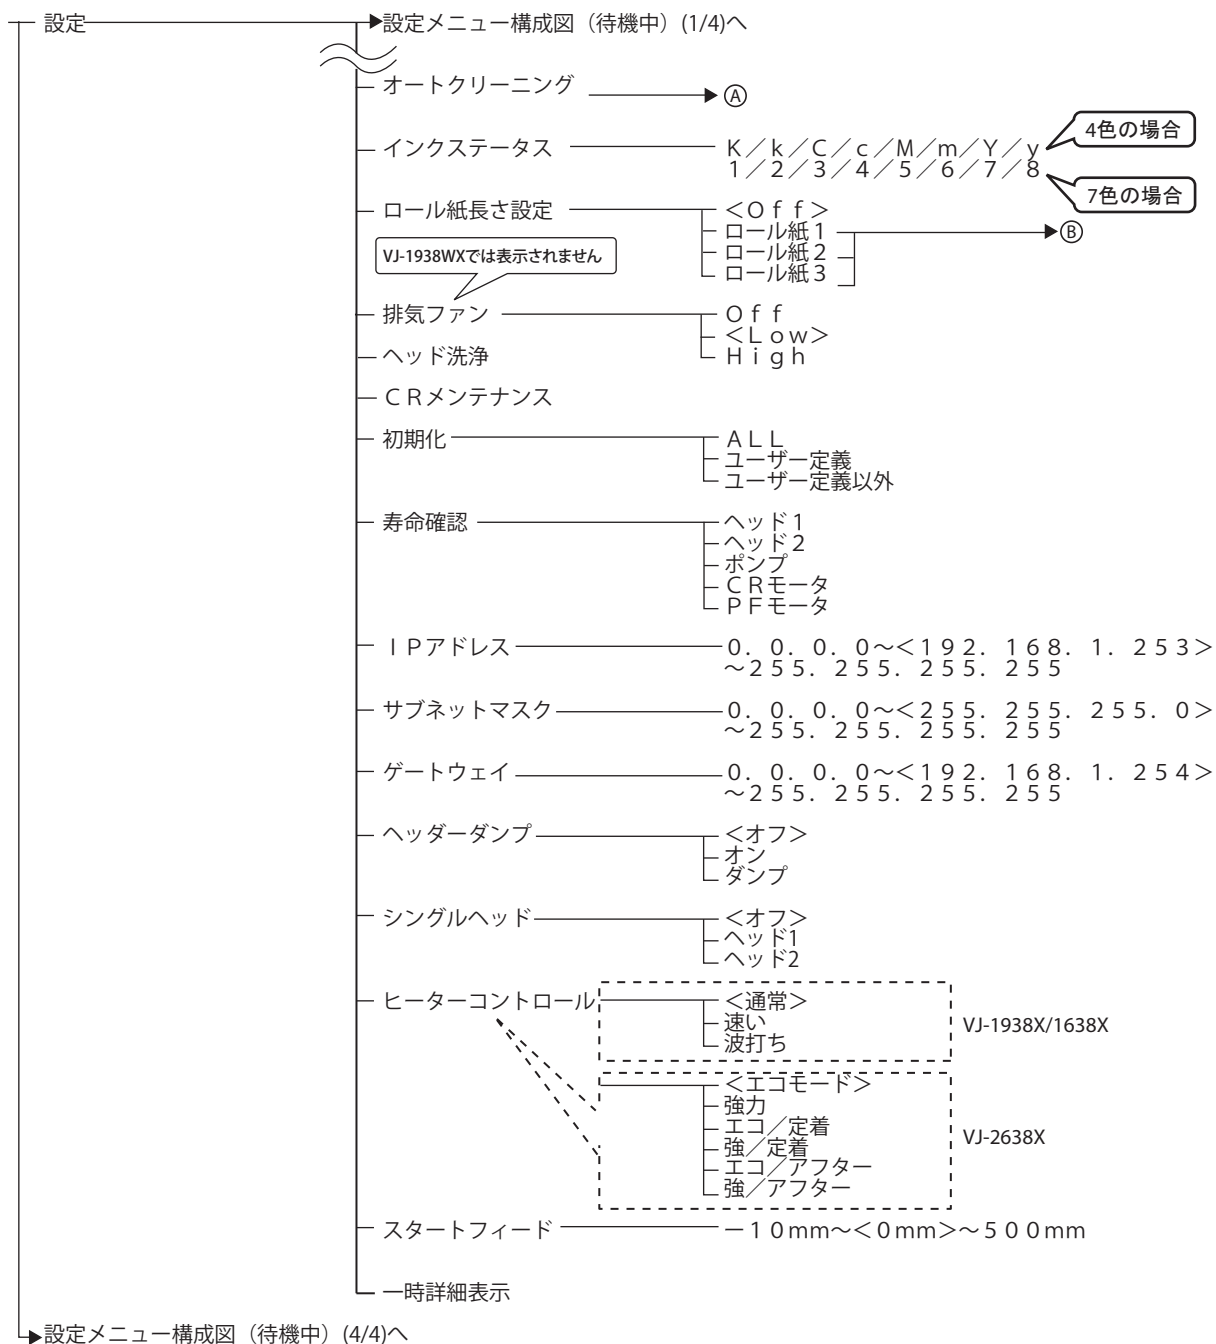 設定
設定メニュー構成図（待機中）(1/4)へ
オートクリーニング
Ⓐ
インクステータス
K／k／C／c／M／m／Y／y
1／2／3／4／5／6／7／8
4色の場合
7色の場合
ロール紙長さ設定
＜Ｏｆｆ＞
ロール紙１
ロール紙２
ロール紙３
Ⓑ
VJ-1938WXでは表示されません
排気ファン
Ｏｆｆ
＜Ｌｏｗ＞
Ｈｉｇｈ
ヘッド洗浄
ＣＲメンテナンス
初期化
ＡＬＬ
ユーザー定義
ユーザー定義以外
寿命確認
ヘッド１
ヘッド２
ポンプ
ＣＲモータ
ＰＦモータ
ＩＰアドレス
０．０．０．０～＜１９２．１６８．１．２５３＞
～２５５．２５５．２５５．２５５
サブネットマスク
０．０．０．０～＜２５５．２５５．２５５．０＞
～２５５．２５５．２５５．２５５
ゲートウェイ
０．０．０．０～＜１９２．１６８．１．２５４＞
～２５５．２５５．２５５．２５５
ヘッダーダンプ
＜オフ＞
オン
ダンプ
シングルヘッド
＜オフ＞
ヘッド1
ヘッド2
ヒーターコントロール
＜通常＞
速い
波打ち
VJ-1938X/1638X
＜エコモード＞
強力
エコ／定着
強／定着
エコ／アフター
強／アフター
VJ-2638X
スタートフィード
－１０mm～＜０mm＞～５００mm
一時詳細表示
設定メニュー構成図（待機中）(4/4)へ